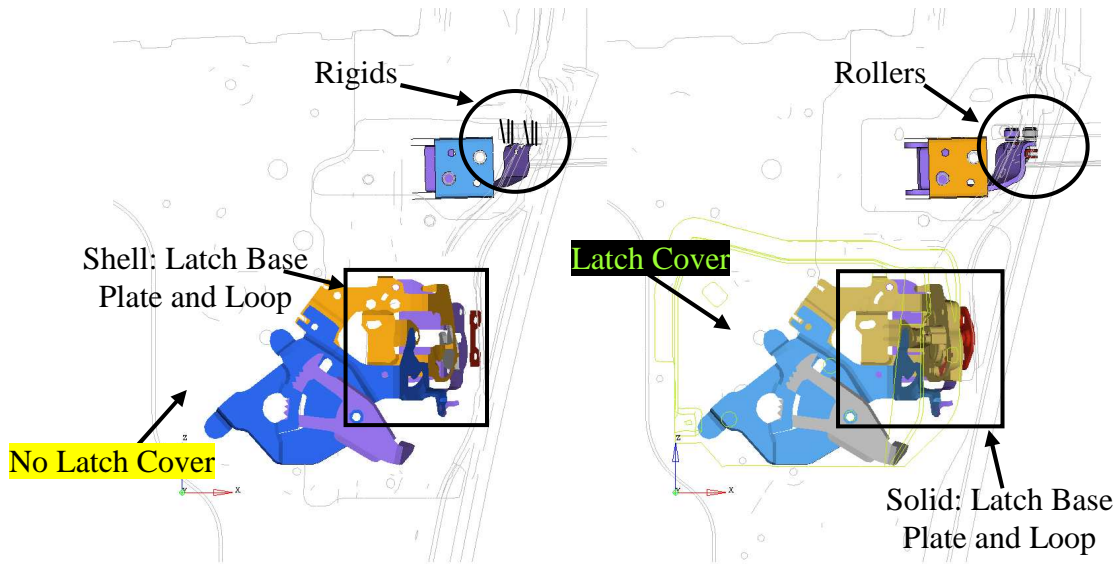 Rigids
Rollers
Shell: Latch Base
Plate and Loop
Latch Cover
No Latch Cover
Z
X
Y
Z
X
Y
Solid: Latch Base
Plate and Loop